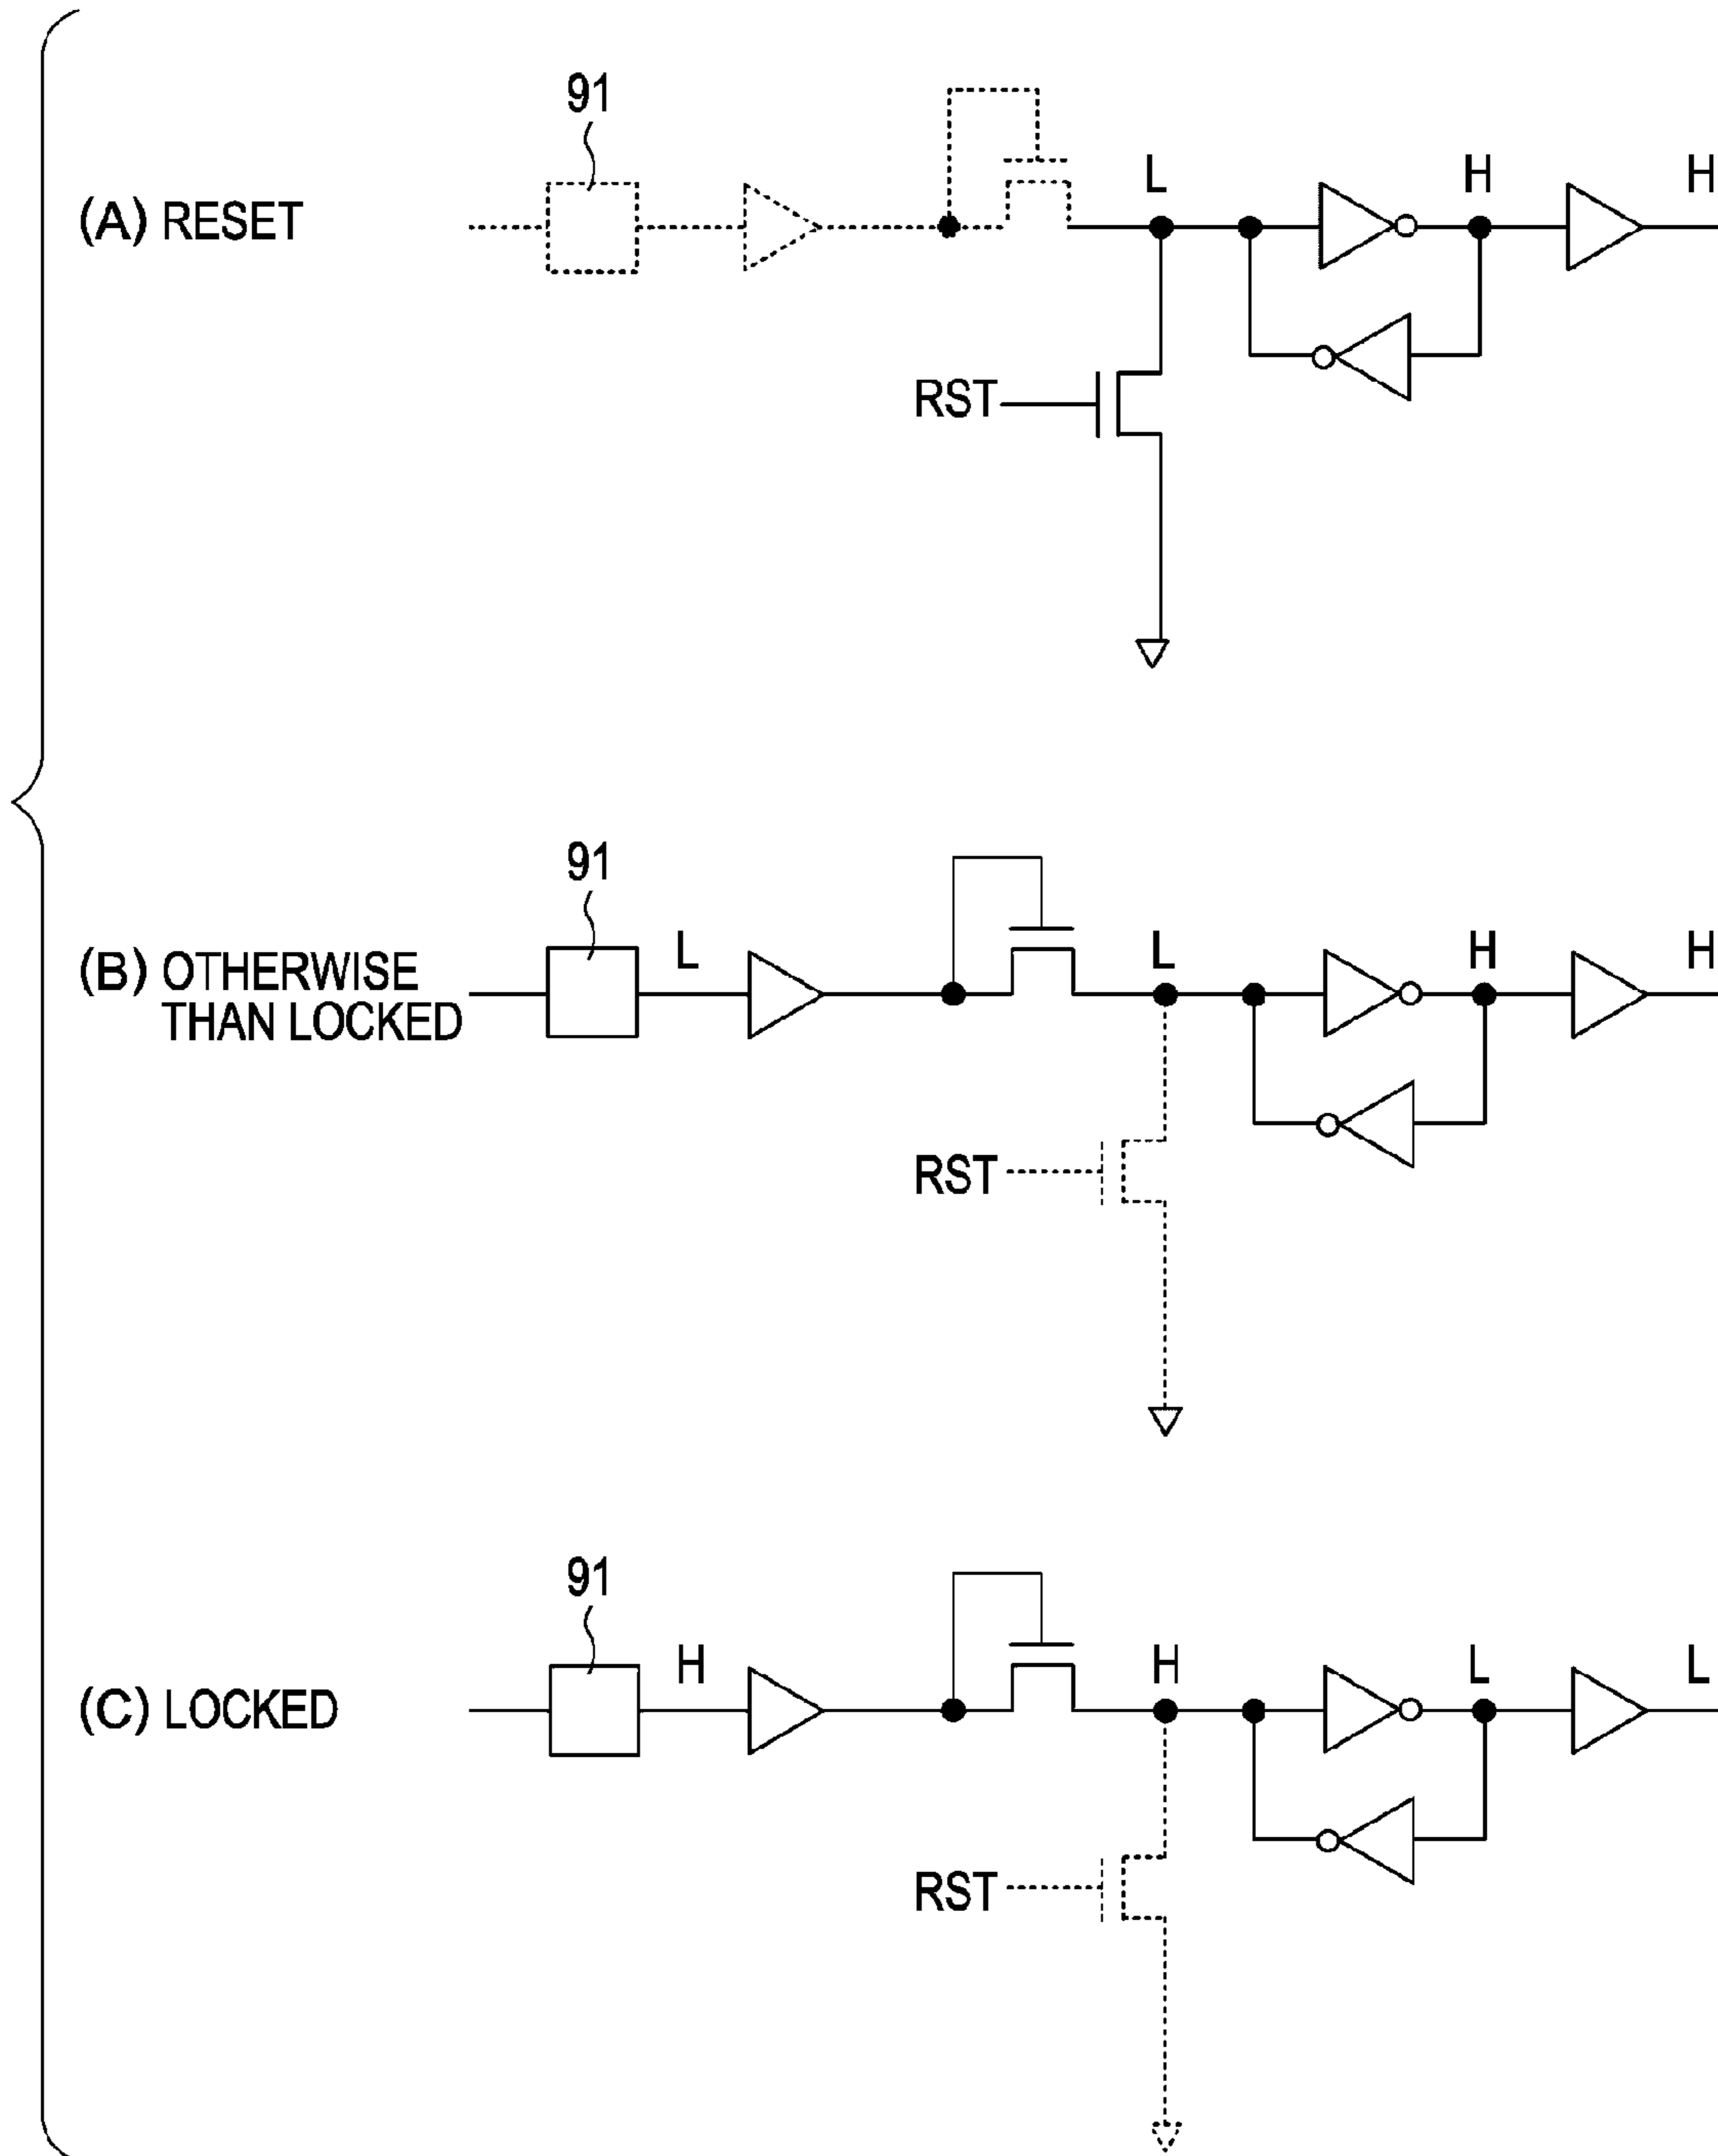 91
L H H
(A) RESET
RST
91
(B) OTHERWISE L L H H
THAN LOCKED
RST
91
H H L L
(C) LOCKED
RST